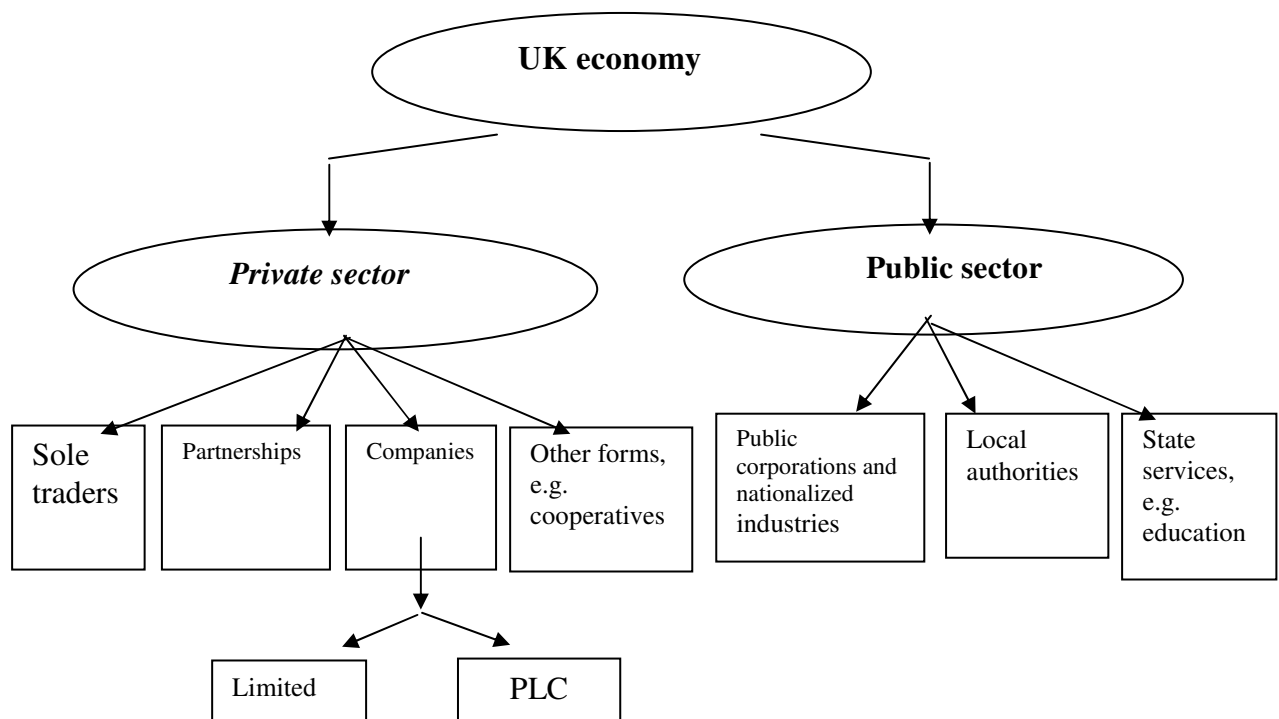 UK economy
Private sector
Public sector
Sole
traders
Partnerships
Companies
Other forms,
e.g.
cooperatives
Public
corporations and
nationalized
industries
Local
authorities
State
services,
e.g.
education
Limited
PLC